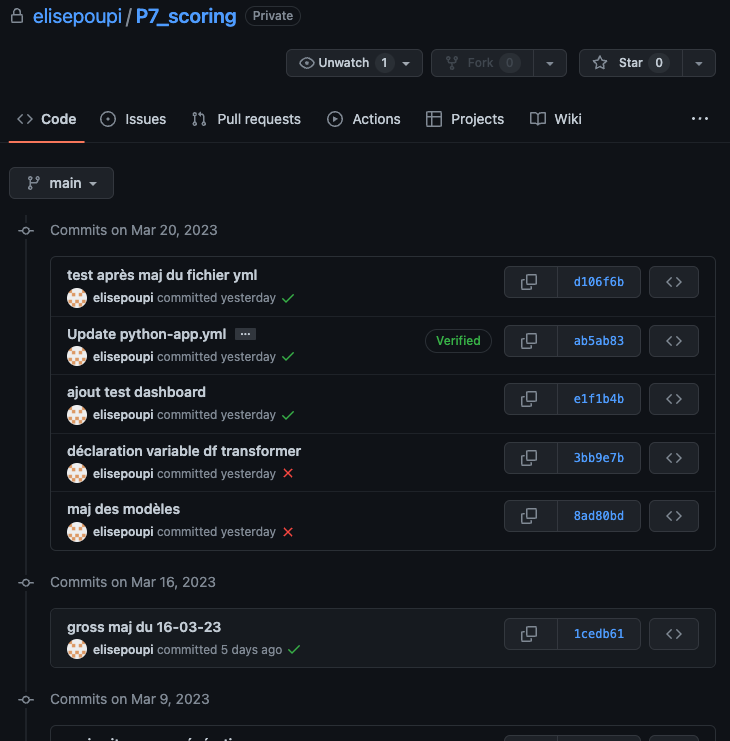 elisepoupi / P7_scoring Private
Unwatch 1 Fork 0 Star 0
Code Issues Pull requests Actions Projects Wiki ...
main
Commits on Mar 20, 2023
test après maj du fichier yml
elisepoupi committed yesterday
d106f6b
Update python-app.yml ...
elisepoupi committed yesterday
Verified
ab5ab83
ajout test dashboard
elisepoupi committed yesterday
e1f1b4b
déclaration variable df transformer
elisepoupi committed yesterday
3bb9e7b
maj des modèles
elisepoupi committed yesterday
8ad80bd
Commits on Mar 16, 2023
gross maj du 16-03-23
elisepoupi committed 5 days ago
1cedb61
Commits on Mar 9, 2023